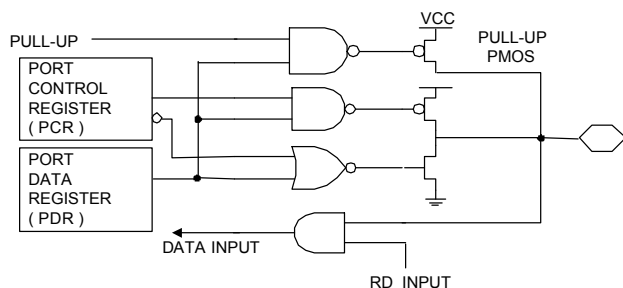 VCC
PULL-UP
PULL-UP
PMOS
PORT
CONTROL
REGISTER
( PCR )
PORT
DATA
REGISTER
( PDR )
DATA INPUT
RD INPUT